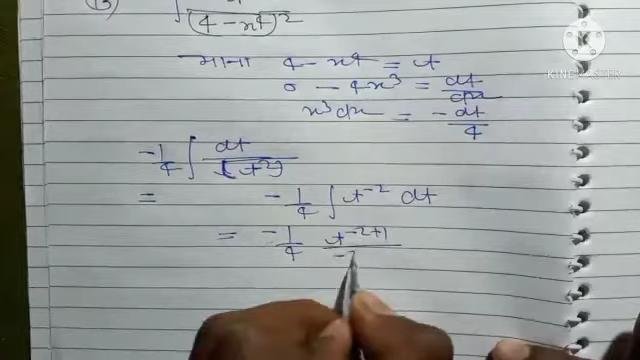 (4 - x⁴)²
माना 4 - x⁴ = t
0 - 4x³ = dt/dx
x³dx = - dt/4
-1/4 ∫ dt/(t²)
= -1/4 ∫ t⁻² dt
= -1/4 t⁻²⁺¹/-2
KINEMASTER